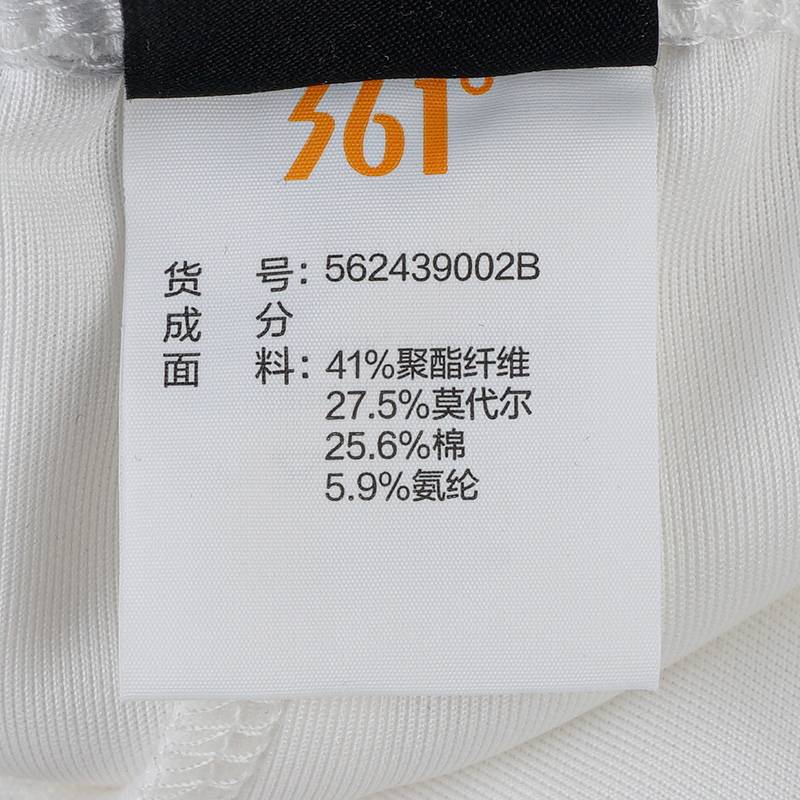 361°
货 号：562439002B
成 分
面 料：41%聚酯纤维
27.5%莫代尔
25.6%棉
5.9%氨纶